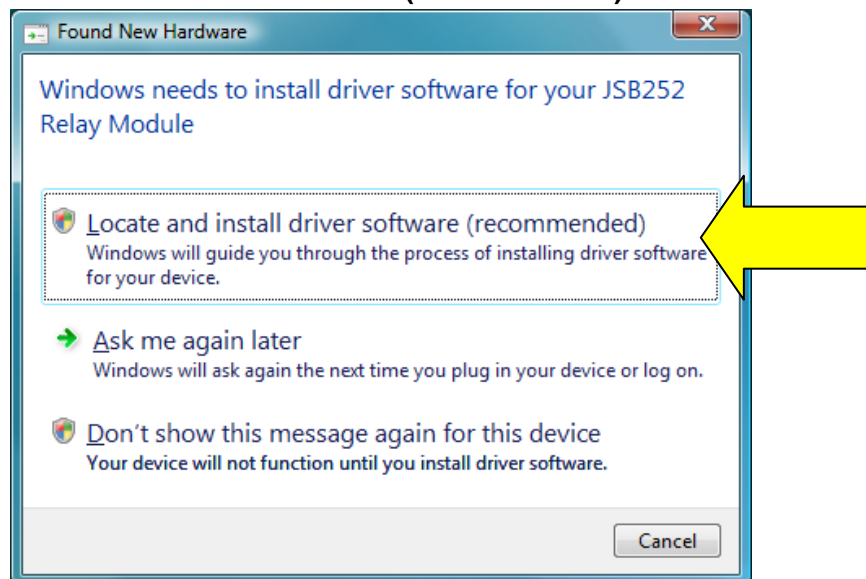 Found New Hardware
Windows needs to install driver software for your JSB252
Relay Module
Locate and install driver software (recommended)
Windows will guide you through the process of installing driver software
for your device.
Ask me again later
Windows will ask again the next time you plug in your device or log on.
Don't show this message again for this device
Your device will not function until you install driver software.
Cancel